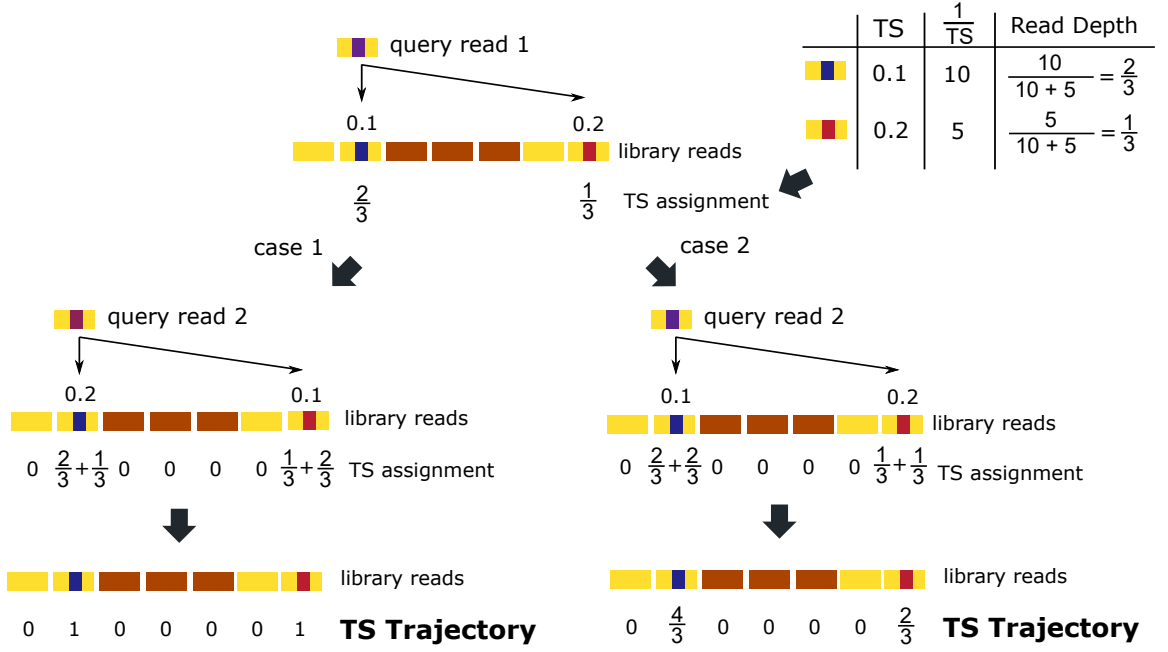 query read 1
TS 1/TS Read Depth
0.1 10 10/(10 + 5) = 2/3
0.2 5 5/(10 + 5) = 1/3
0.1 0.2
library reads
2/3 1/3 TS assignment
case 1 case 2
query read 2
0.2 0.1
library reads
0 2/3+1/3 0 0 0 0 1/3+2/3 TS assignment
library reads
0 1 0 0 0 0 1 TS Trajectory
query read 2
0.1 0.2
library reads
0 2/3+2/3 0 0 0 0 1/3+1/3 TS assignment
library reads
0 4/3 0 0 0 0 2/3 TS Trajectory